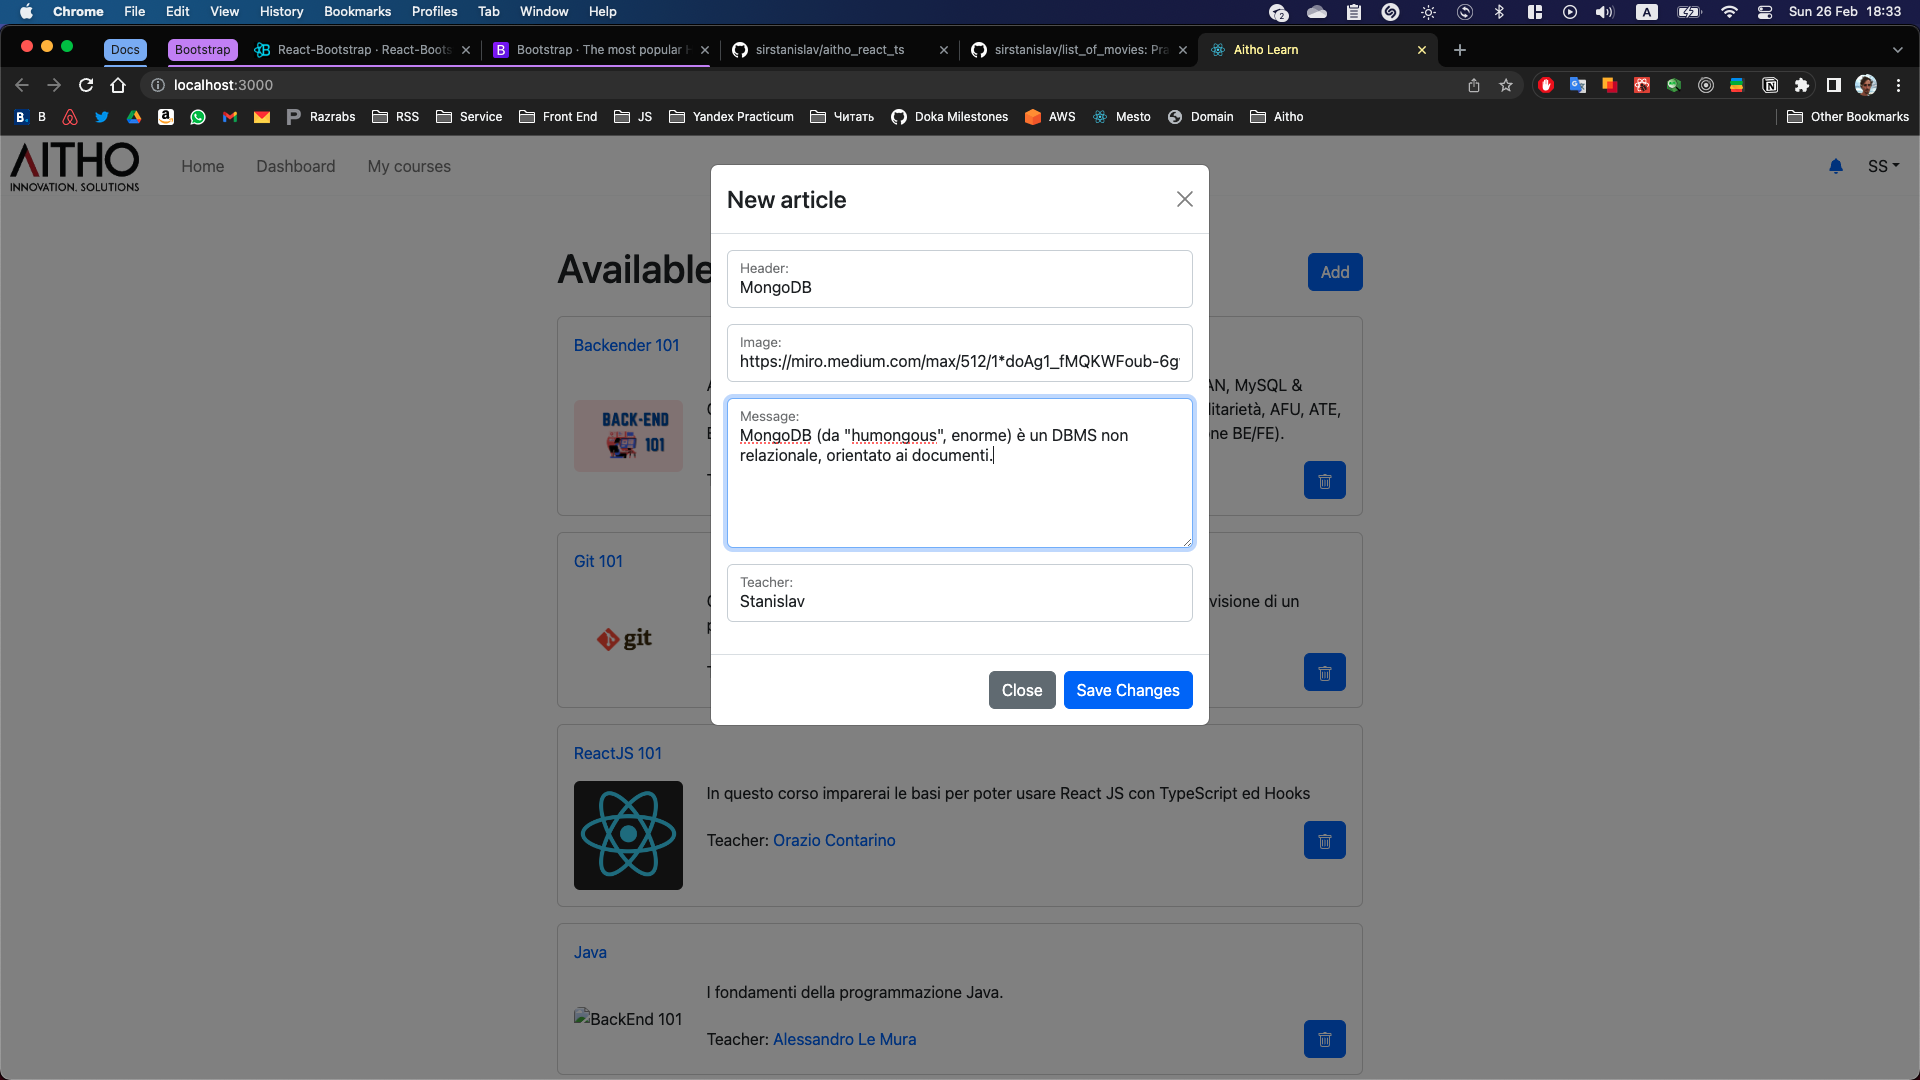 Chrome File Edit View History Bookmarks Profiles Tab Window Help
2 A Sun 26 Feb 18:33
Docs Bootstrap React-Bootstrap · React-Boots Bootstrap · The most popular sirstanislav/aitho_react_ts sirstanislav/list_of_movies: Pra Aitho Learn
localhost:3000
B. B Razrabs RSS Service Front End JS Yandex Practicum Читать Doka Milestones AWS Mesto Domain Aitho Other Bookmarks
AITHO
INNOVATION. SOLUTIONS
Home Dashboard My courses SS
Available
Add
New article
Header:
MongoDB
Image:
https://miro.medium.com/max/512/1*doAg1_fMQKWFoub-6g
Message:
MongoDB (da "humongous", enorme) è un DBMS non
relazionale, orientato ai documenti.
Teacher:
Stanislav
Close Save Changes
Backender 101
BACK-END
101
AN, MySQL &
litarietà, AFU, ATE,
ne BE/FE).
Git 101
git
visione di un
ReactJS 101
In questo corso imparerai le basi per poter usare React JS con TypeScript ed Hooks
Teacher: Orazio Contarino
Java
I fondamenti della programmazione Java.
BackEnd 101
Teacher: Alessandro Le Mura